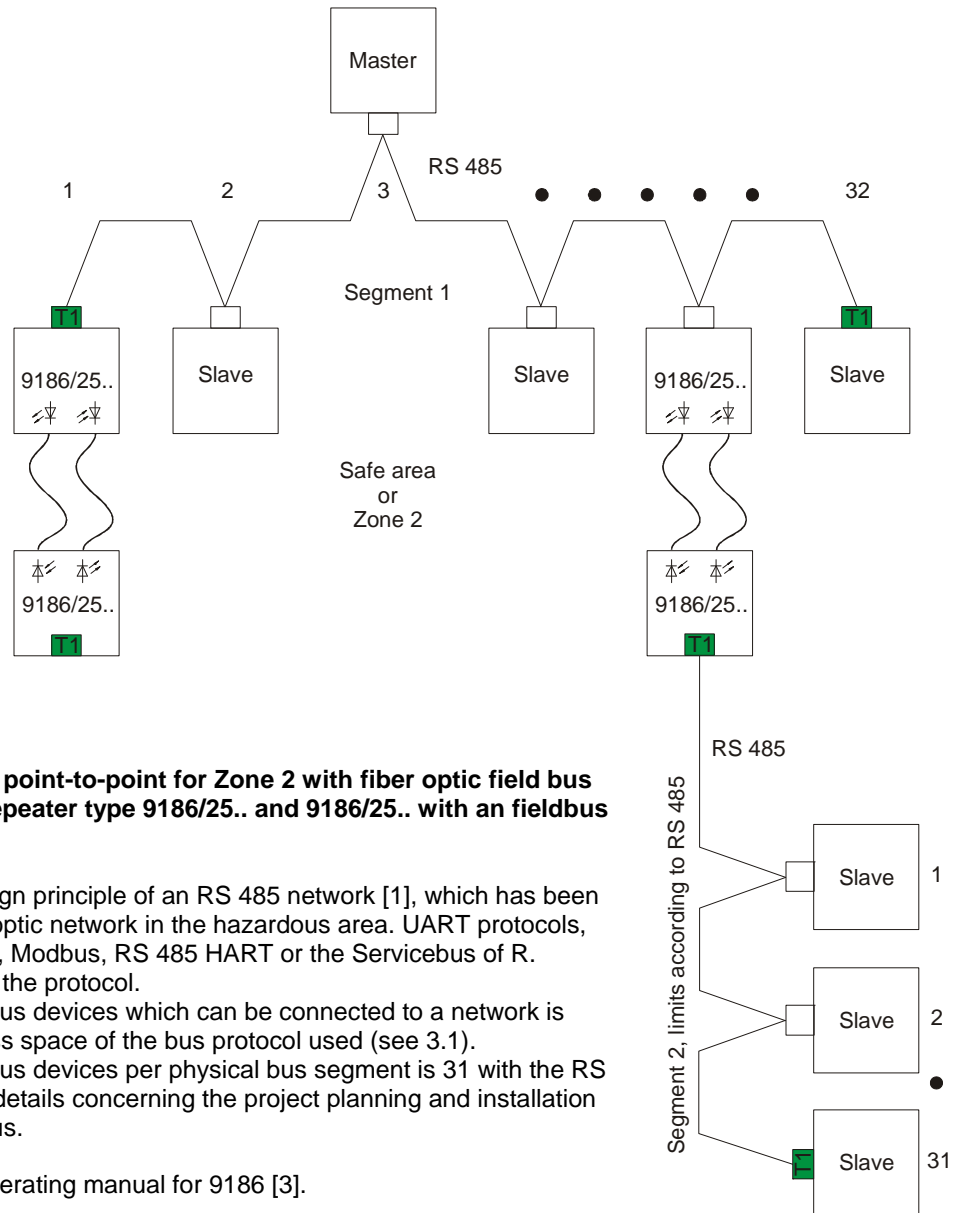 Master
RS 485
1 2 3 32
Segment 1
T1 T1
9186/25.. Slave Slave 9186/25.. Slave
Safe area
or
Zone 2
9186/25.. 9186/25..
T1 T1
RS 485
point-to-point for Zone 2 with fiber optic field bus
epeater type 9186/25.. and 9186/25.. with an fieldbus
ign principle of an RS 485 network [1], which has been
optic network in the hazardous area. UART protocols,
, Modbus, RS 485 HART or the Servicebus of R.
the protocol.
us devices which can be connected to a network is
ss space of the bus protocol used (see 3.1).
us devices per physical bus segment is 31 with the RS
details concerning the project planning and installation
us.
erating manual for 9186 [3].
Segment 2, limits according to RS 485
Slave 1
Slave 2
T1 Slave 31